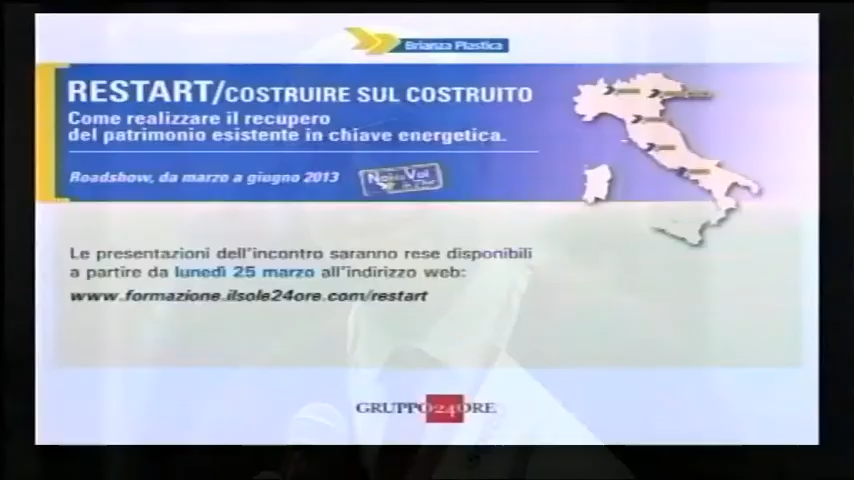 Brianza Plastica
RESTART/COSTRUIRE SUL COSTRUITO
Come realizzare il recupero
del patrimonio esistente in chiave energetica.
Roadshow, da marzo a giugno 2013
Le presentazioni dell'incontro saranno rese disponibili
a partire da lunedì 25 marzo all'indirizzo web:
www.formazione.ilsole24ore.com/restart
GRUPPO24ORE